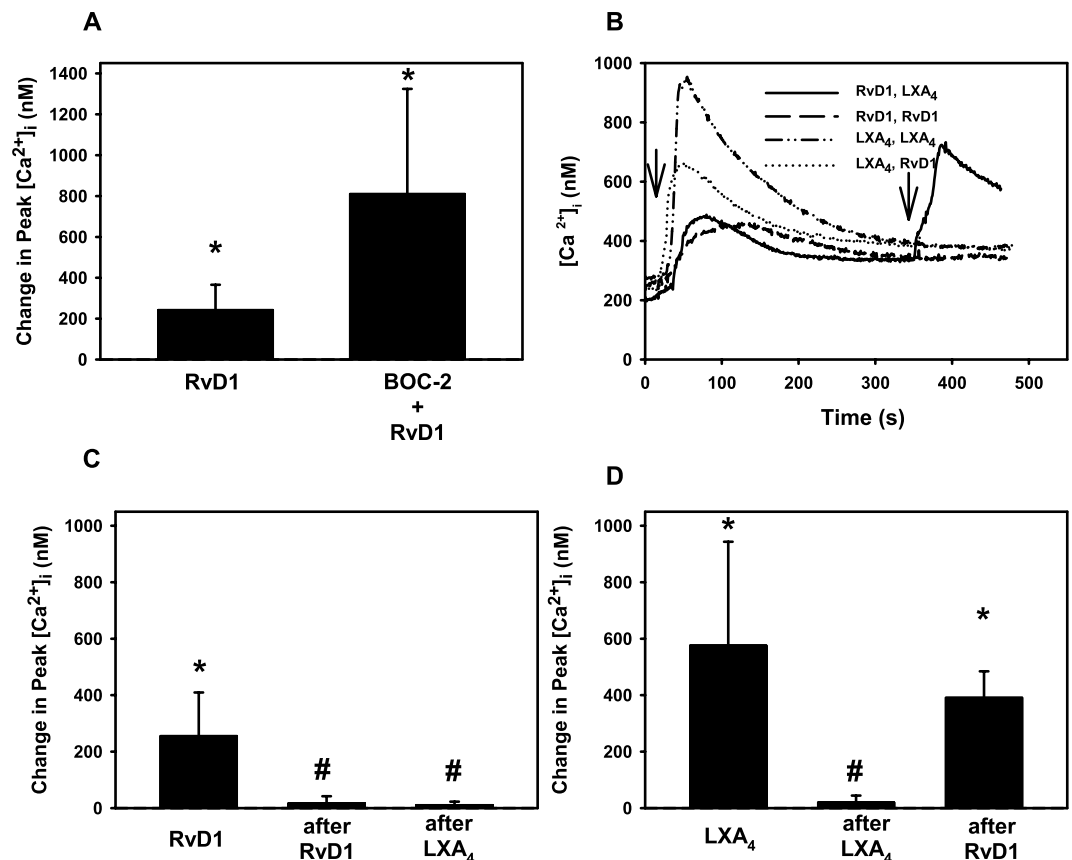 A
Change in Peak [Ca²⁺]ᵢ (nM)
1400
1200
1000
800
600
400
200
0
*
*
RvD1
BOC-2
+
RvD1
B
[Ca ²⁺]ᵢ (nM)
1000
800
600
400
200
0
RvD1, LXA₄
RvD1, RvD1
LXA₄, LXA₄
LXA₄, RvD1
0 100 200 300 400 500
Time (s)
C
Change in Peak [Ca²⁺]ᵢ (nM)
1000
800
600
400
200
0
*
#
#
RvD1
after
RvD1
after
LXA₄
D
Change in Peak [Ca²⁺]ᵢ (nM)
1000
800
600
400
200
0
*
#
*
LXA₄
after
LXA₄
after
RvD1